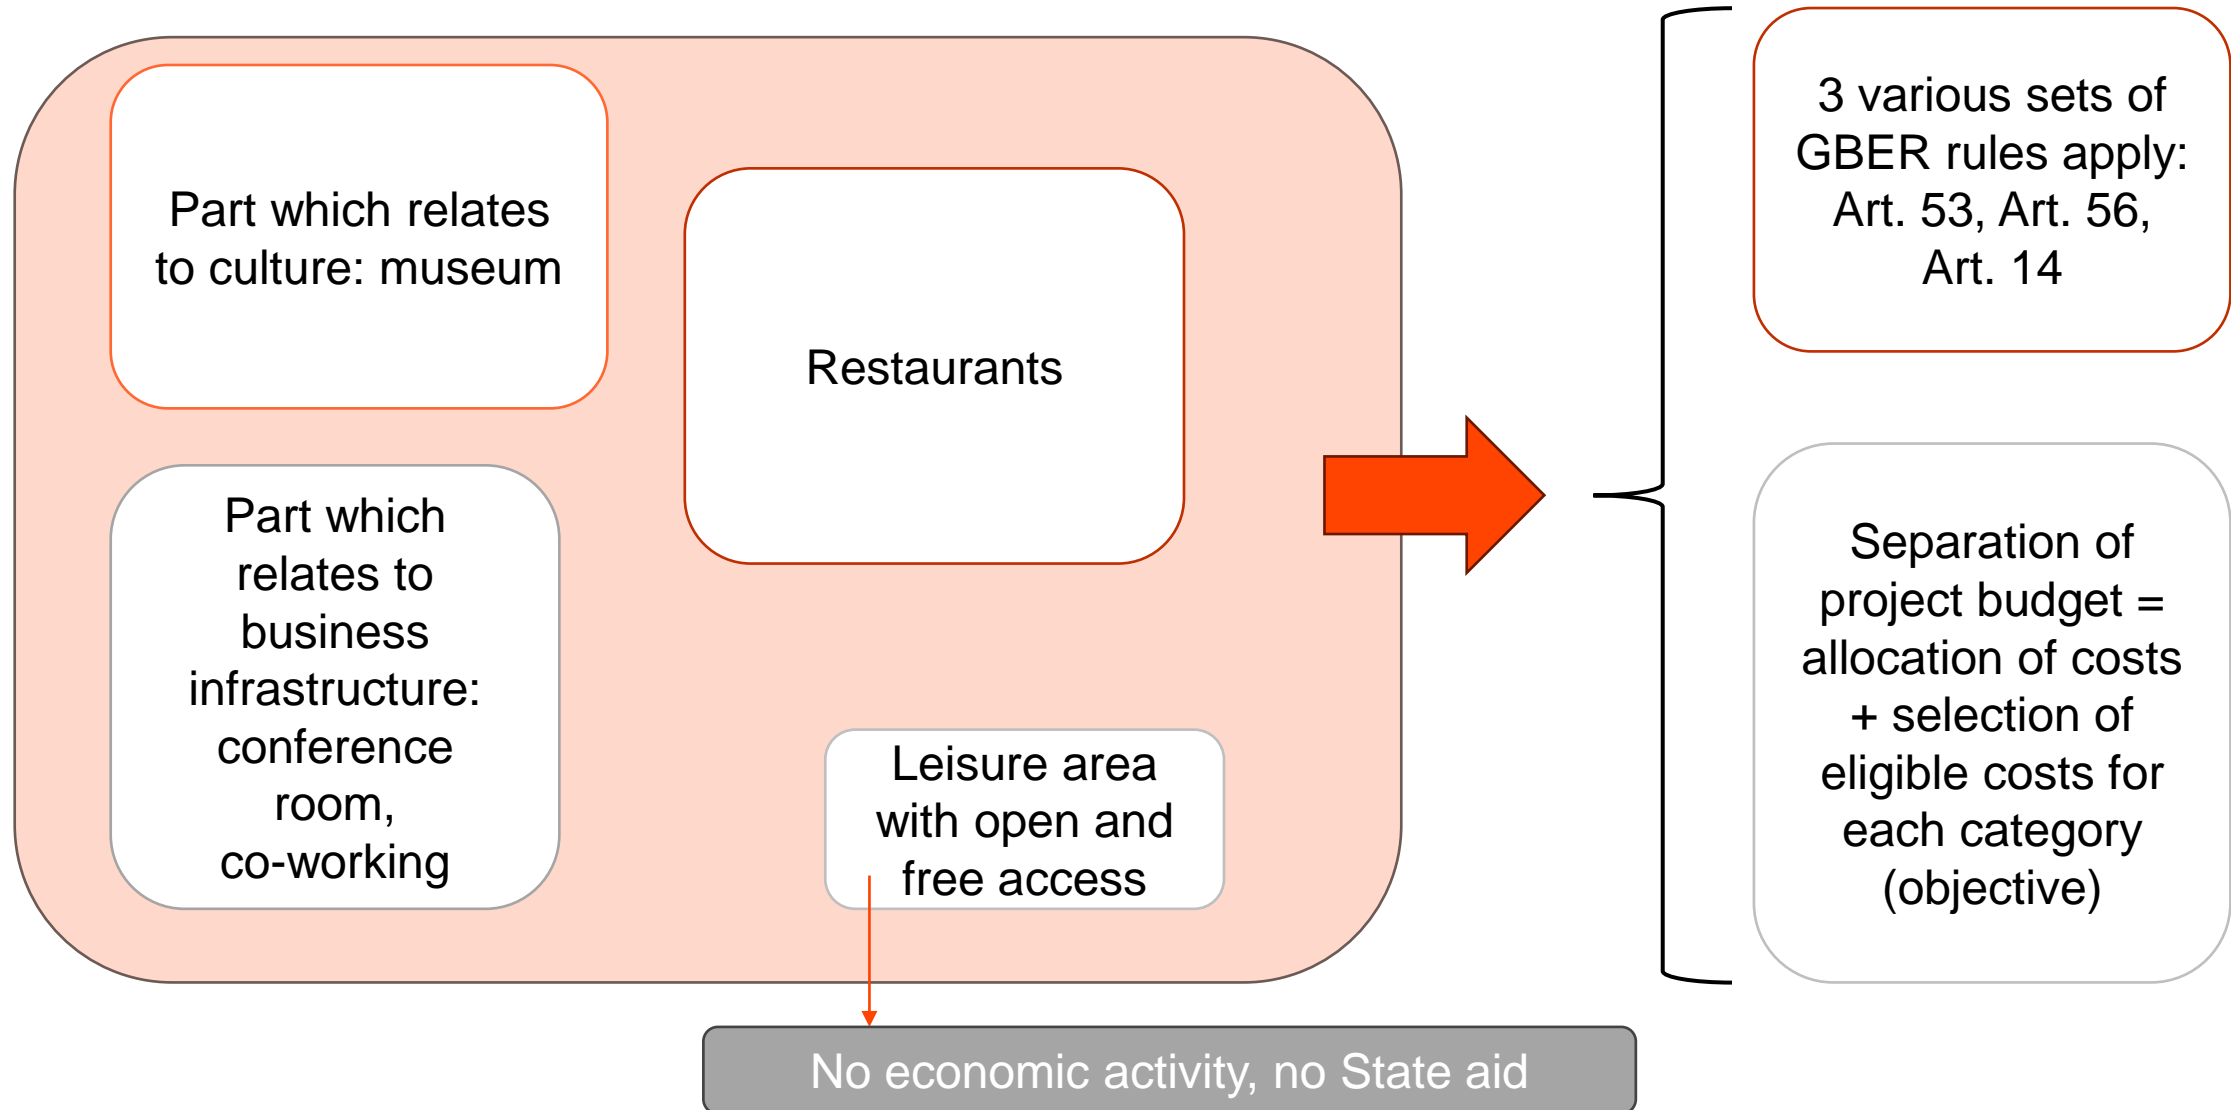 Part which relates
to culture: museum
Restaurants
Part which
relates to
business
infrastructure:
conference
room,
co-working
Leisure area
with open and
free access
No economic activity, no State aid
3 various sets of
GBER rules apply:
Art. 53, Art. 56,
Art. 14
Separation of
project budget =
allocation of costs
+ selection of
eligible costs for
each category
(objective)